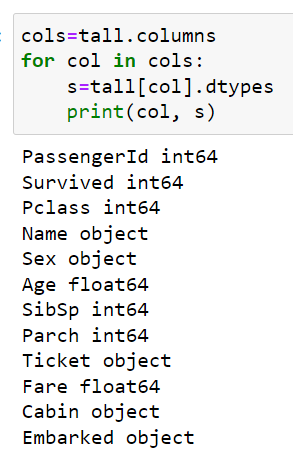 cols=tall.columns
for col in cols:
    s=tall[col].dtypes
    print(col, s)
PassengerId int64
Survived int64
Pclass int64
Name object
Sex object
Age float64
SibSp int64
Parch int64
Ticket object
Fare float64
Cabin object
Embarked object